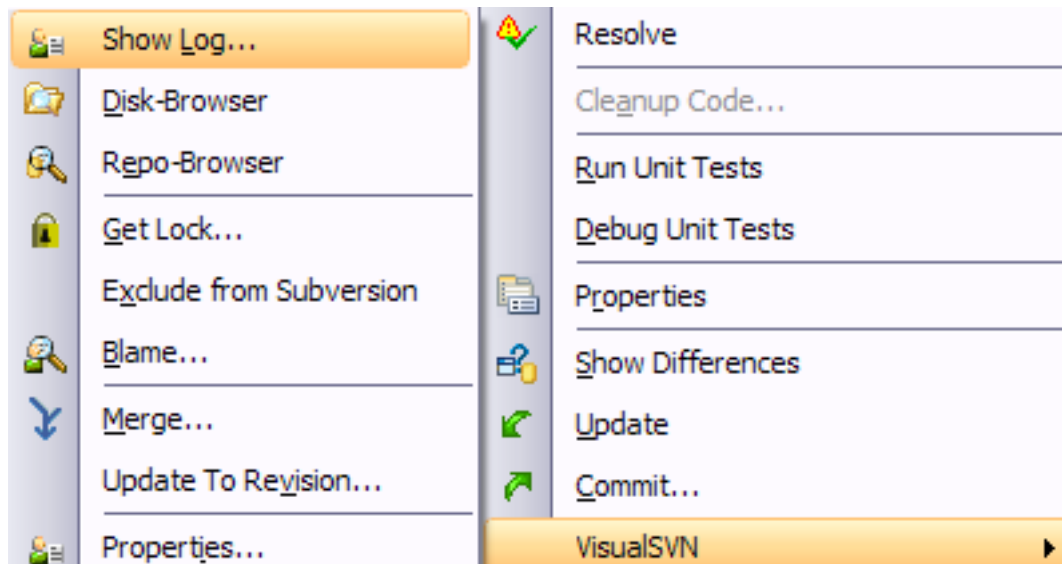 Show Log...
Disk-Browser
Repo-Browser
Get Lock...
Exclude from Subversion
Blame...
Merge...
Update To Revision...
Properties...
Resolve
Cleanup Code...
Run Unit Tests
Debug Unit Tests
Properties
Show Differences
Update
Commit...
VisualSVN